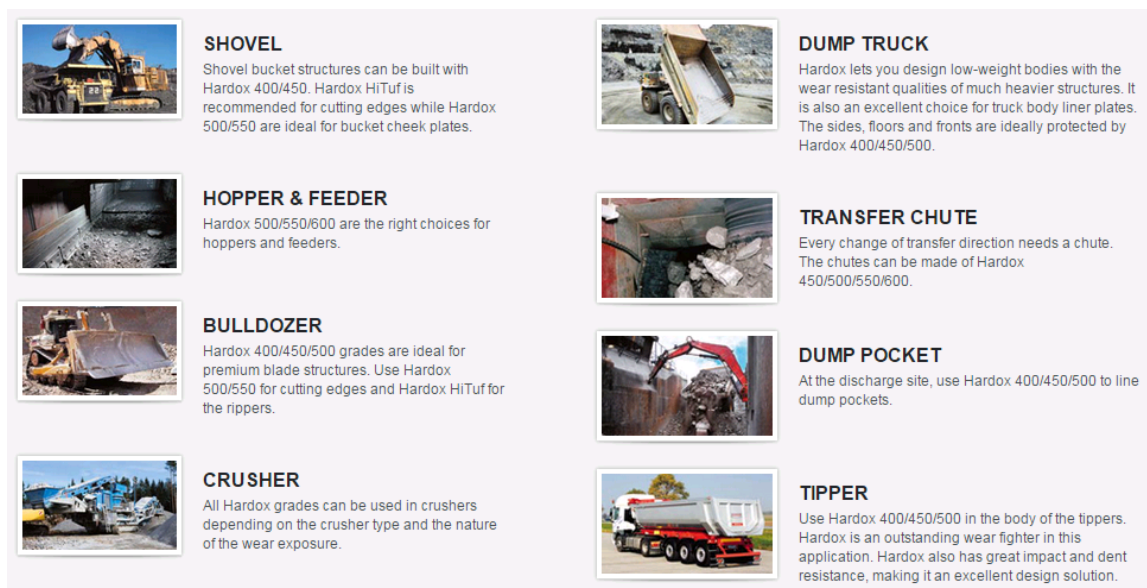 SHOVEL
Shovel bucket structures can be built with
Hardox 400/450. Hardox HiTuf is
recommended for cutting edges while Hardox
500/550 are ideal for bucket cheek plates.
HOPPER & FEEDER
Hardox 500/550/600 are the right choices for
hoppers and feeders.
BULLDOZER
Hardox 400/450/500 grades are ideal for
premium blade structures. Use Hardox
500/550 for cutting edges and Hardox HiTuf for
the rippers.
CRUSHER
All Hardox grades can be used in crushers
depending on the crusher type and the nature
of the wear exposure.
DUMP TRUCK
Hardox lets you design low-weight bodies with the
wear resistant qualities of much heavier structures. It
is also an excellent choice for truck body liner plates.
The sides, floors and fronts are ideally protected by
Hardox 400/450/500.
TRANSFER CHUTE
Every change of transfer direction needs a chute.
The chutes can be made of Hardox
450/500/550/600.
DUMP POCKET
At the discharge site, use Hardox 400/450/500 to line
dump pockets.
TIPPER
Use Hardox 400/450/500 in the body of the tippers.
Hardox is an outstanding wear fighter in this
application. Hardox also has great impact and dent
resistance, making it an excellent design solution.